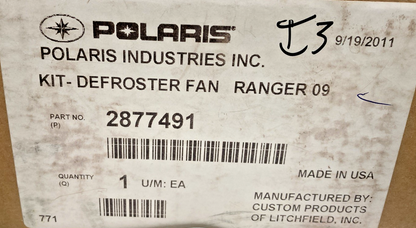 POLARIS I3 9/19/2011
POLARIS INDUSTRIES INC.
KIT- DEFROSTER FAN RANGER 09
PART NO. 2877491
(P)
QUANTITY 1 U/M: EA
(Q)
MADE IN USA
MANUFACTURED BY:
CUSTOM PRODUCTS
OF LITCHFIELD, INC.
771